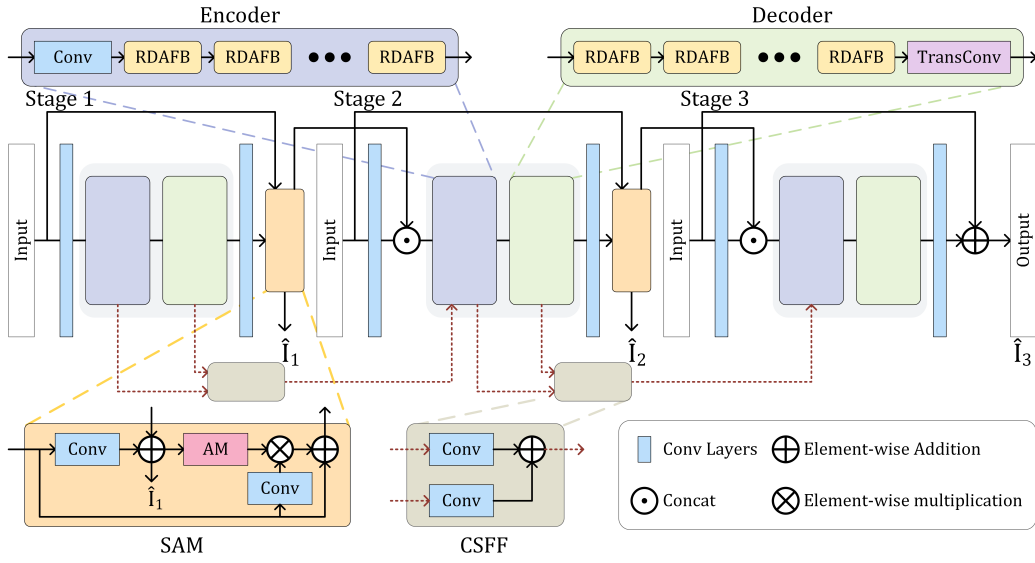 Encoder
Decoder
Conv RDAFB RDAFB ●●● RDAFB
RDAFB RDAFB ●●● RDAFB TransConv
Stage 1
Stage 2
Stage 3
Input
Input
Input
Output
Î1
Î2
Î3
Conv
AM
Conv
Î1
SAM
Conv
Conv
CSFF
Conv Layers
Element-wise Addition
Concat
Element-wise multiplication